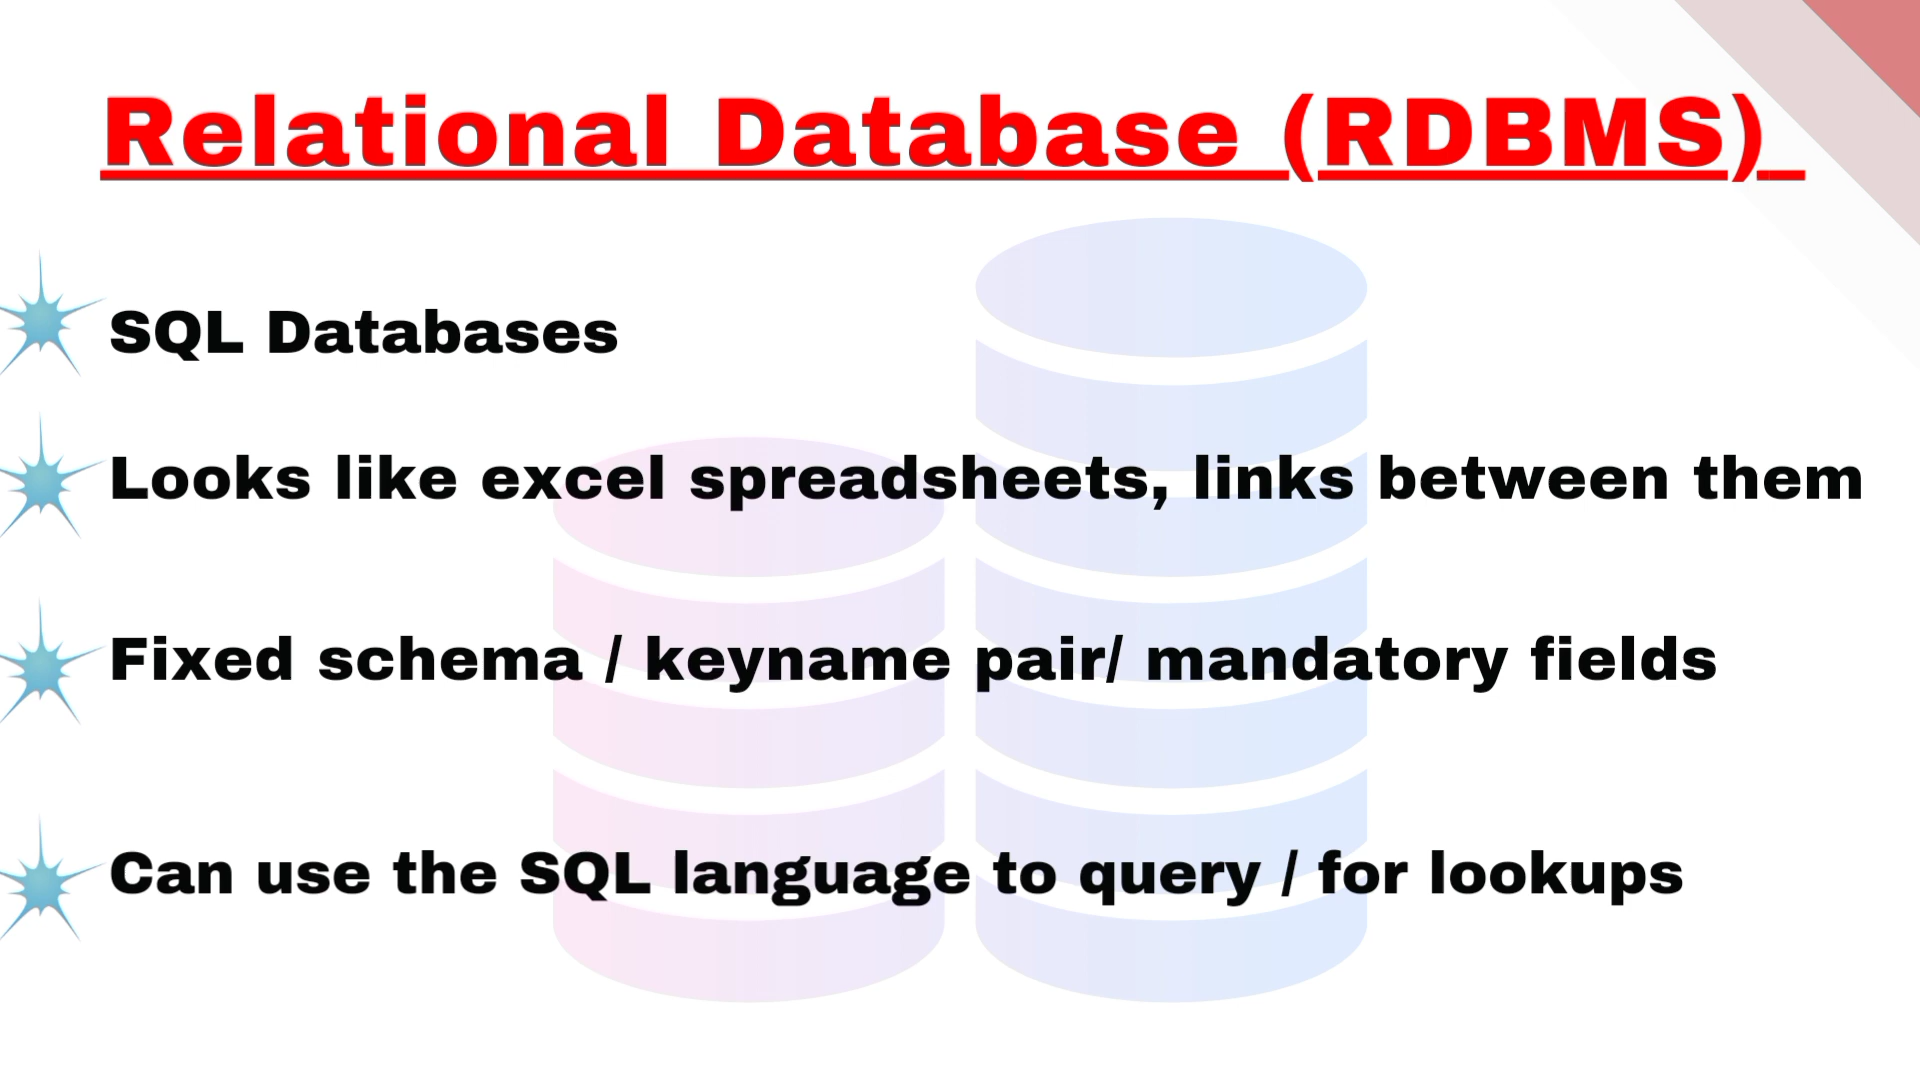 Relational Database (RDBMS)
SQL Databases
Looks like excel spreadsheets, links between them
Fixed schema / keyname pair/ mandatory fields
Can use the SQL language to query / for lookups